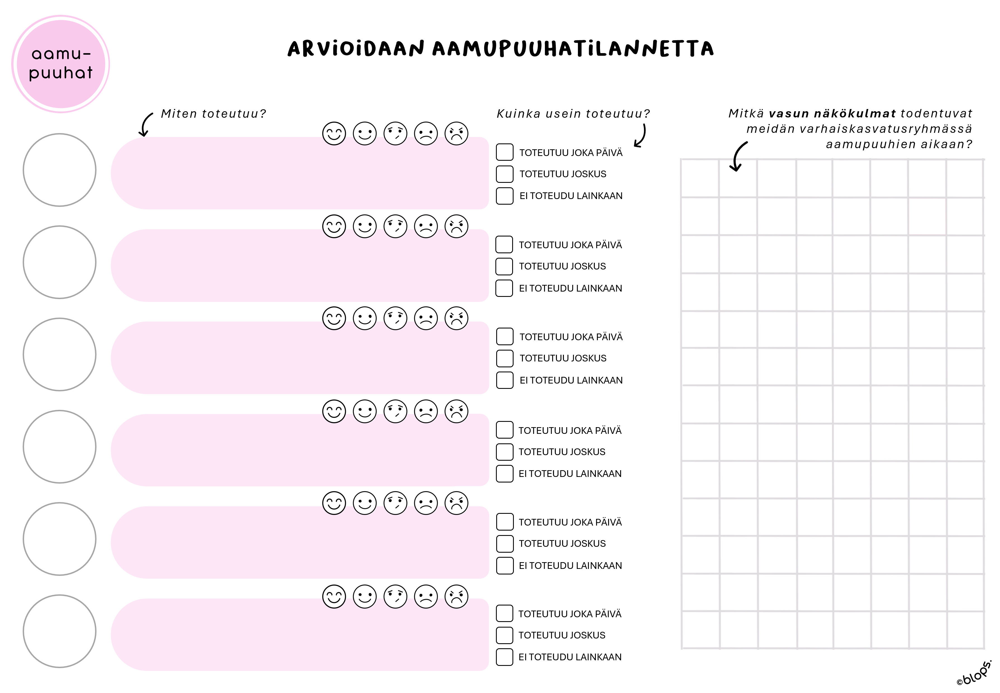 aamu-
puuhat
ARVIOIDAAN AAMUPUUHATILANNETTA
Miten toteutuu?
Kuinka usein toteutuu?
Mitkä vasun näkökulmat todentuvat
meidän varhaiskasvatusryhmässä
aamupuuhien aikaan?
TOTEUTUU JOKA PÄIVÄ
TOTEUTUU JOSKUS
EI TOTEUDU LAINKAAN
TOTEUTUU JOKA PÄIVÄ
TOTEUTUU JOSKUS
EI TOTEUDU LAINKAAN
TOTEUTUU JOKA PÄIVÄ
TOTEUTUU JOSKUS
EI TOTEUDU LAINKAAN
TOTEUTUU JOKA PÄIVÄ
TOTEUTUU JOSKUS
EI TOTEUDU LAINKAAN
TOTEUTUU JOKA PÄIVÄ
TOTEUTUU JOSKUS
EI TOTEUDU LAINKAAN
TOTEUTUU JOKA PÄIVÄ
TOTEUTUU JOSKUS
EI TOTEUDU LAINKAAN
©blops.